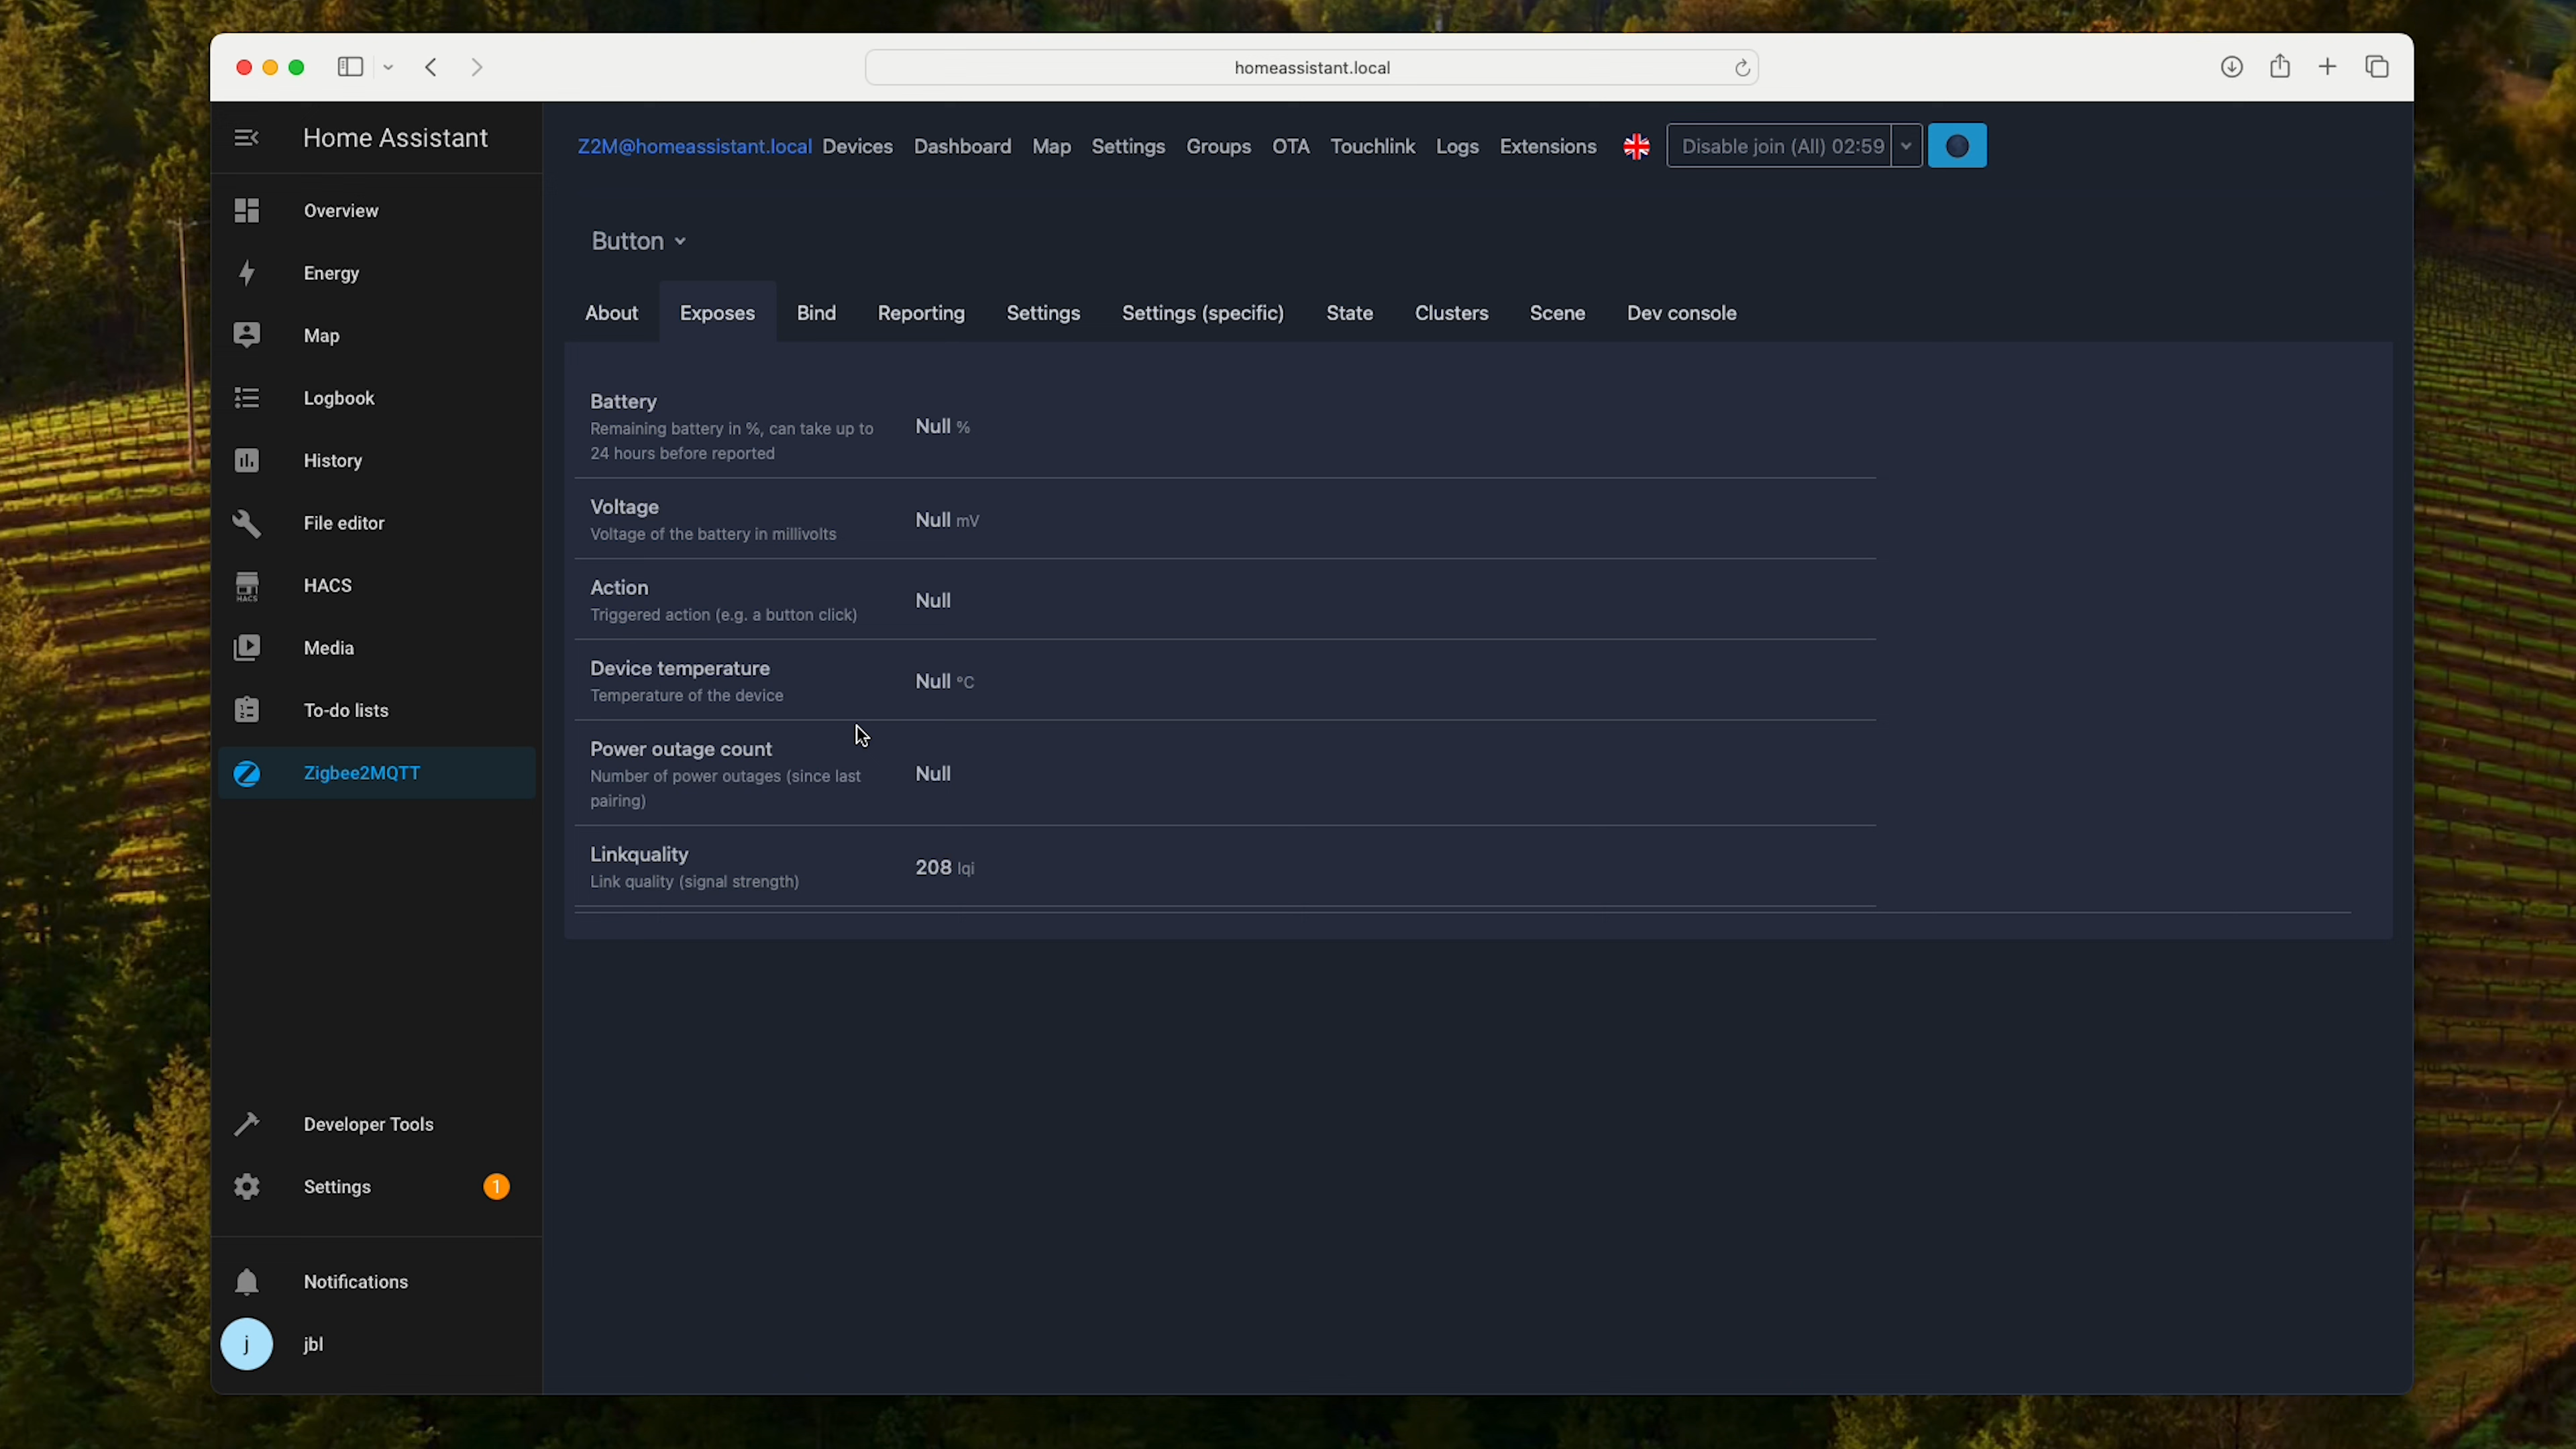 homeassistant.local
Home Assistant
Z2M@homeassistant.local Devices Dashboard Map Settings Groups OTA Touchlink Logs Extensions Disable join (All) 02:59
Overview
Energy
Map
Logbook
History
File editor
HACS
HACS
Media
To-do lists
Zigbee2MQTT
Developer Tools
Settings 1
Notifications
j jbl
Button
About Exposes Bind Reporting Settings Settings (specific) State Clusters Scene Dev console
Battery
Remaining battery in %, can take up to
24 hours before reported
Null %
Voltage
Voltage of the battery in millivolts
Null mV
Action
Triggered action (e.g. a button click)
Null
Device temperature
Temperature of the device
Null °C
Power outage count
Number of power outages (since last
pairing)
Null
Linkquality
Link quality (signal strength)
208 lqi